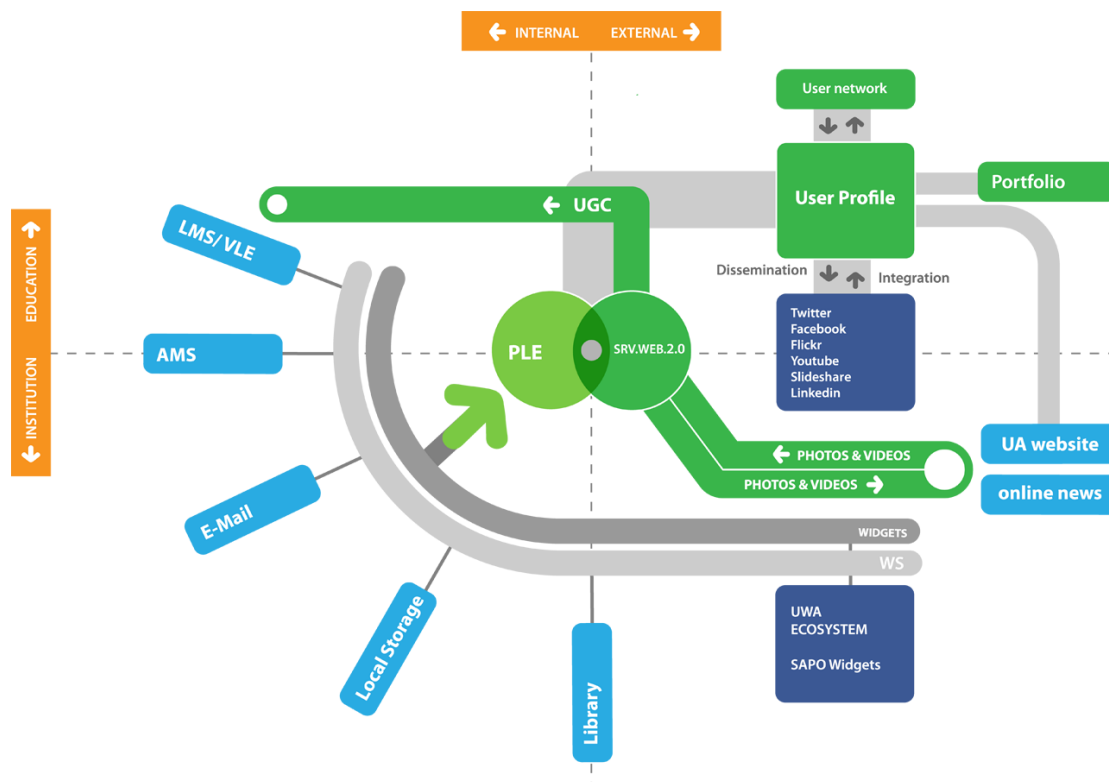 INTERNAL EXTERNAL
User network
User Profile
Portfolio
UGC
LMS/ VLE
EDUCATION
INSTITUTION
Dissemination
Integration
AMS
PLE
SRV.WEB.2.0
Twitter
Facebook
Flickr
Youtube
Slideshare
Linkedin
UA website
online news
PHOTOS & VIDEOS
PHOTOS & VIDEOS
E-Mail
WIDGETS
WS
Local Storage
Library
UWA
ECOSYSTEM
SAPO Widgets